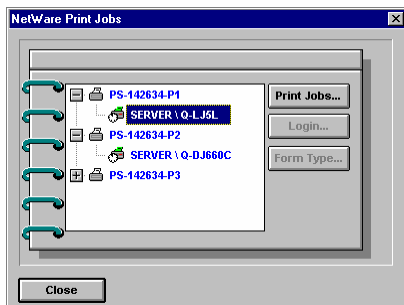 NetWare Print Jobs
PS-142634-P1
SERVER \ Q-LJ5L
PS-142634-P2
SERVER \ Q-DJ660C
PS-142634-P3
Print Jobs...
Login...
Form Type...
Close